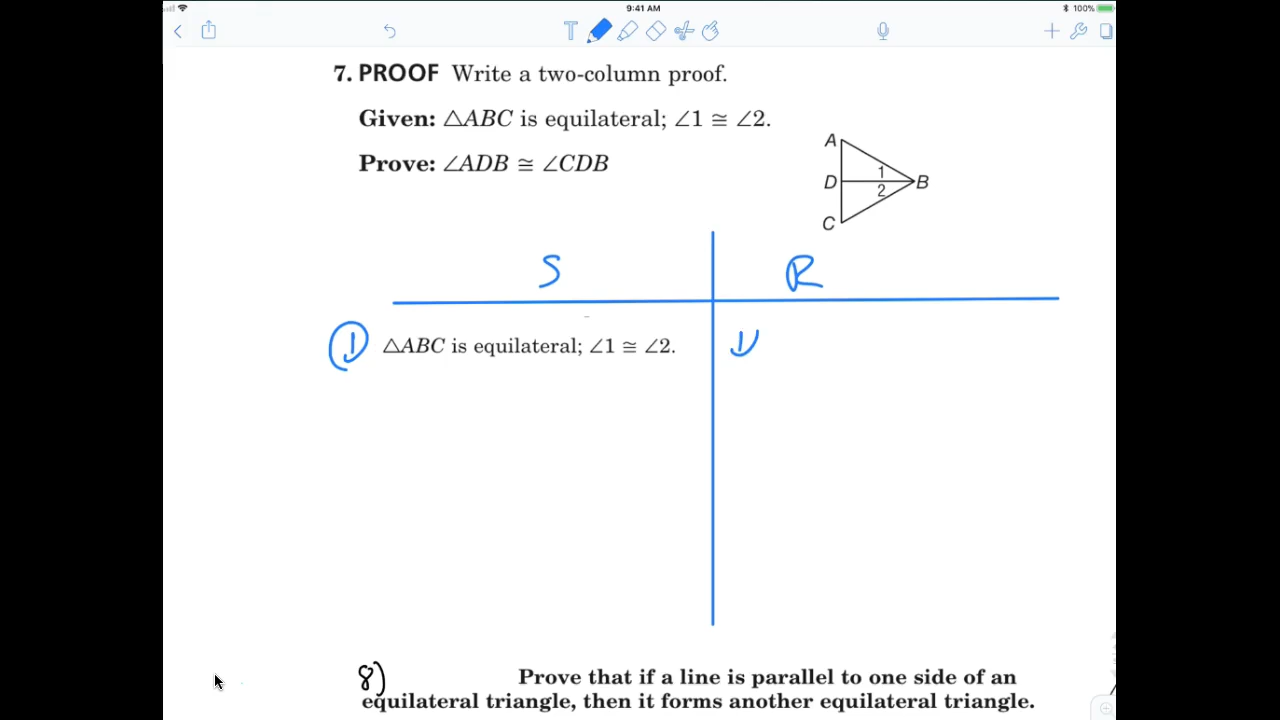 9:41 AM
100%
T
7. PROOF Write a two-column proof.
Given: △ABC is equilateral; ∠1 ≅ ∠2.
Prove: ∠ADB ≅ ∠CDB
A
1
D
B
2
C
S
R
1 △ABC is equilateral; ∠1 ≅ ∠2.
1)
8) Prove that if a line is parallel to one side of an
equilateral triangle, then it forms another equilateral triangle.